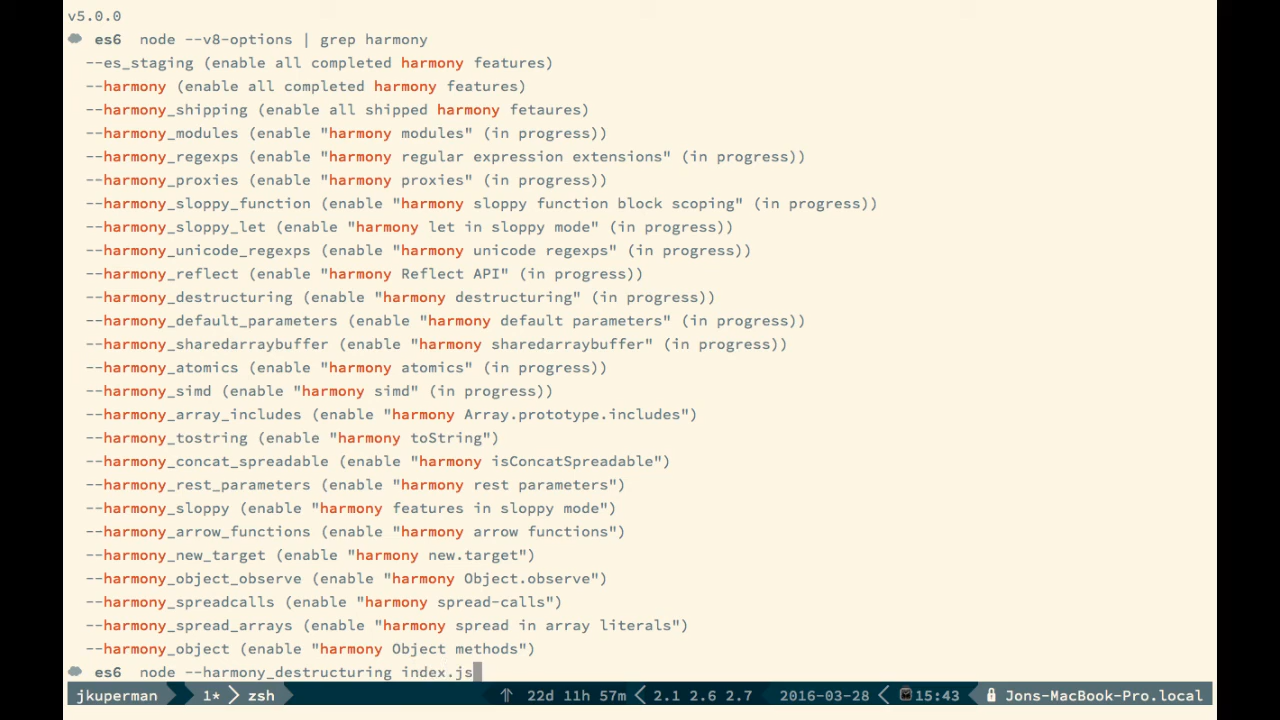 v5.0.0
es6 node --v8-options | grep harmony
--es_staging (enable all completed harmony features)
--harmony (enable all completed harmony features)
--harmony_shipping (enable all shipped harmony fetaures)
--harmony_modules (enable "harmony modules" (in progress))
--harmony_regexps (enable "harmony regular expression extensions" (in progress))
--harmony_proxies (enable "harmony proxies" (in progress))
--harmony_sloppy_function (enable "harmony sloppy function block scoping" (in progress))
--harmony_sloppy_let (enable "harmony let in sloppy mode" (in progress))
--harmony_unicode_regexps (enable "harmony unicode regexps" (in progress))
--harmony_reflect (enable "harmony Reflect API" (in progress))
--harmony_destructuring (enable "harmony destructuring" (in progress))
--harmony_default_parameters (enable "harmony default parameters" (in progress))
--harmony_sharedarraybuffer (enable "harmony sharedarraybuffer" (in progress))
--harmony_atomics (enable "harmony atomics" (in progress))
--harmony_simd (enable "harmony simd" (in progress))
--harmony_array_includes (enable "harmony Array.prototype.includes")
--harmony_tostring (enable "harmony toString")
--harmony_concat_spreadable (enable "harmony isConcatSpreadable")
--harmony_rest_parameters (enable "harmony rest parameters")
--harmony_sloppy (enable "harmony features in sloppy mode")
--harmony_arrow_functions (enable "harmony arrow functions")
--harmony_new_target (enable "harmony new.target")
--harmony_object_observe (enable "harmony Object.observe")
--harmony_spreadcalls (enable "harmony spread-calls")
--harmony_spread_arrays (enable "harmony spread in array literals")
--harmony_object (enable "harmony Object methods")
es6 node --harmony_destructuring index.js
jkuperman 1* zsh ↑ 22d 11h 57m 2.1 2.6 2.7 2016-03-28 15:43 Jons-MacBook-Pro.local